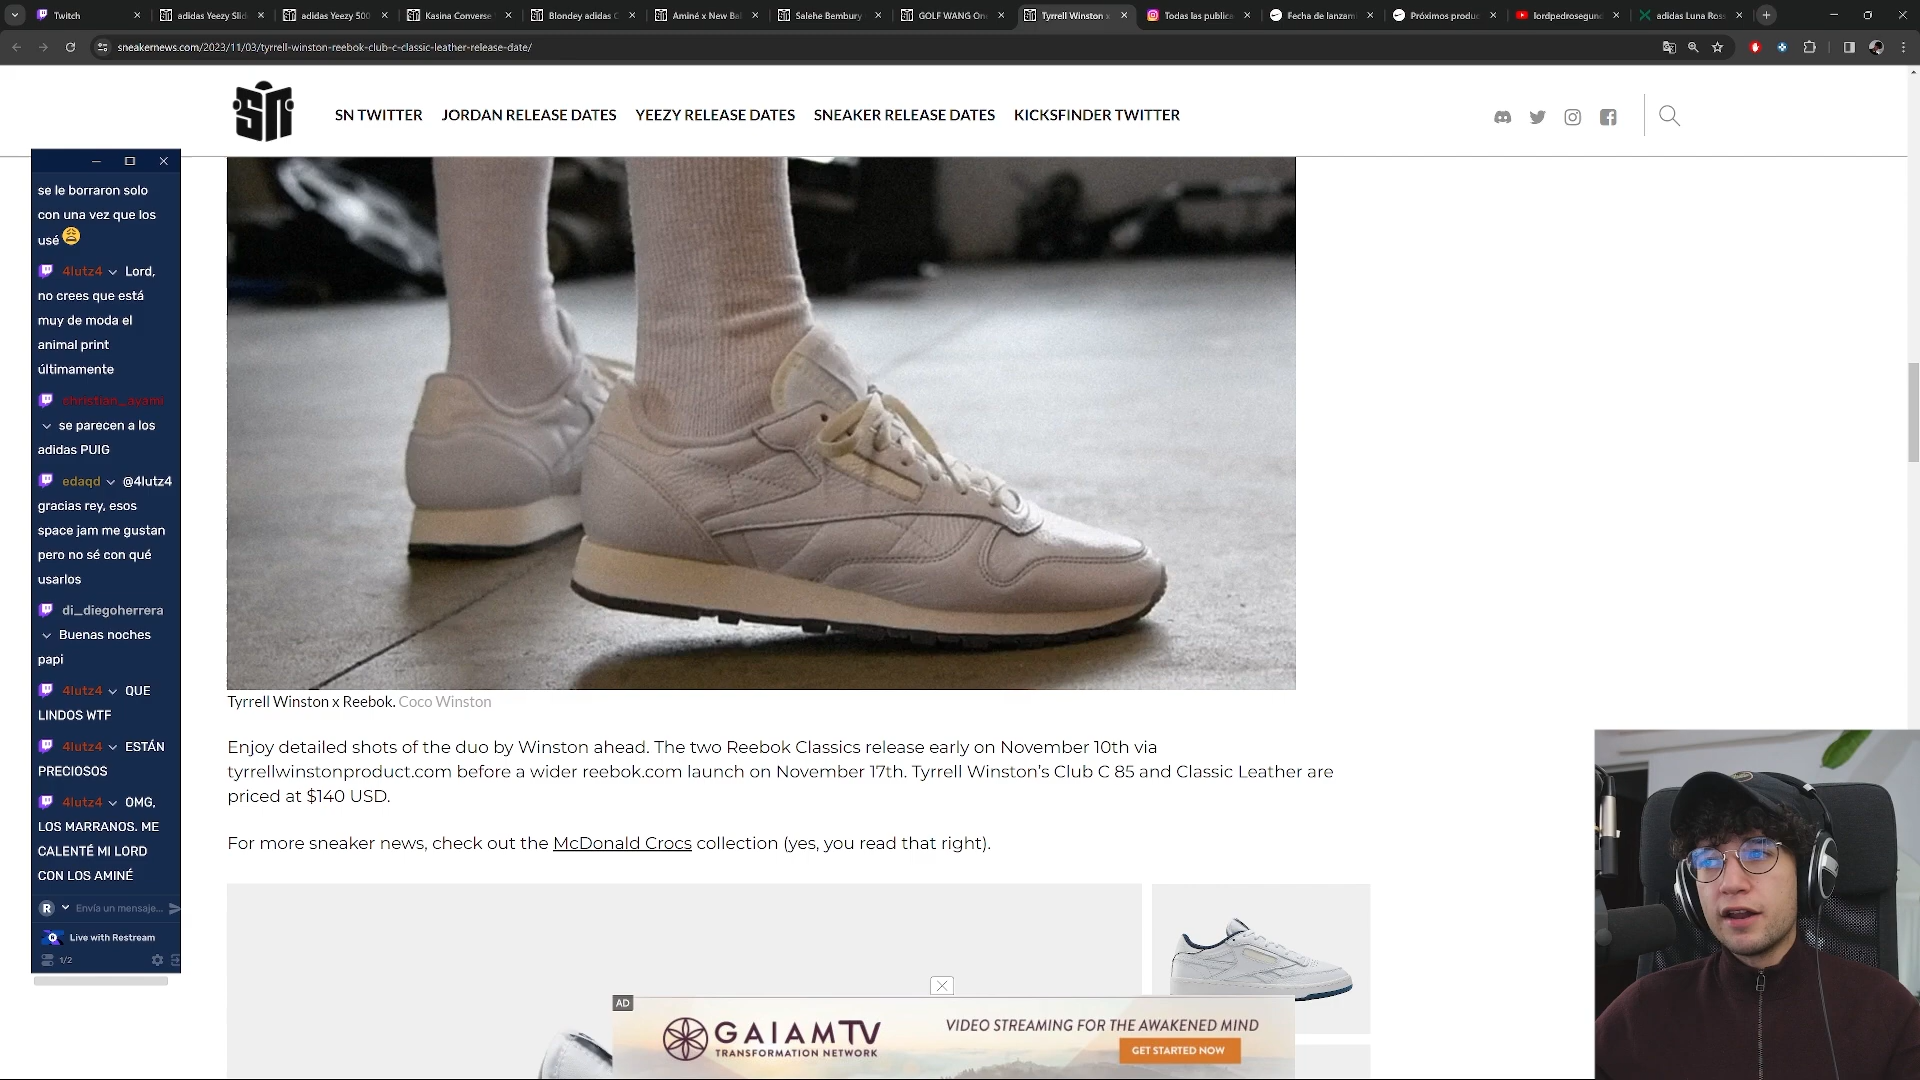 Twitch
adidas Yeezy Slid
adidas Yeezy 500
Kasina Converse
Blondey adidas C
Aminé x New Bal
Salehe Bembury
GOLF WANG On
Tyrrell Winston x
Todas las publica
Fecha de lanzam
Próximos produc
lordpedrosegun
adidas Luna Ross
sneakernews.com/2023/11/03/tyrrell-winston-reebok-club-c-classic-leather-release-date/
SN
SN TWITTER
JORDAN RELEASE DATES
YEEZY RELEASE DATES
SNEAKER RELEASE DATES
KICKSFINDER TWITTER
se le borraron solo
con una vez que los
usé
4lutz4 Lord,
no crees que está
muy de moda el
animal print
últimamente
christian_ayami
se parecen a los
adidas PUIG
edaqd @4lutz4
gracias rey, esos
space jam me gustan
pero no sé con qué
usarlos
di_diegoherrera
Buenas noches
papi
4lutz4 QUE
LINDOS WTF
4lutz4 ESTÁN
PRECIOSOS
4lutz4 OMG,
LOS MARRANOS. ME
CALENTÉ MI LORD
CON LOS AMINÉ
R Envía un mensaje...
Live with Restream
1/2
Tyrrell Winston x Reebok. Coco Winston
Enjoy detailed shots of the duo by Winston ahead. The two Reebok Classics release early on November 10th via
tyrrellwinstonproduct.com before a wider reebok.com launch on November 17th. Tyrrell Winston’s Club C 85 and Classic Leather are
priced at $140 USD.
For more sneaker news, check out the McDonald Crocs collection (yes, you read that right).
AD
GAIAMTV
TRANSFORMATION NETWORK
VIDEO STREAMING FOR THE AWAKENED MIND
GET STARTED NOW